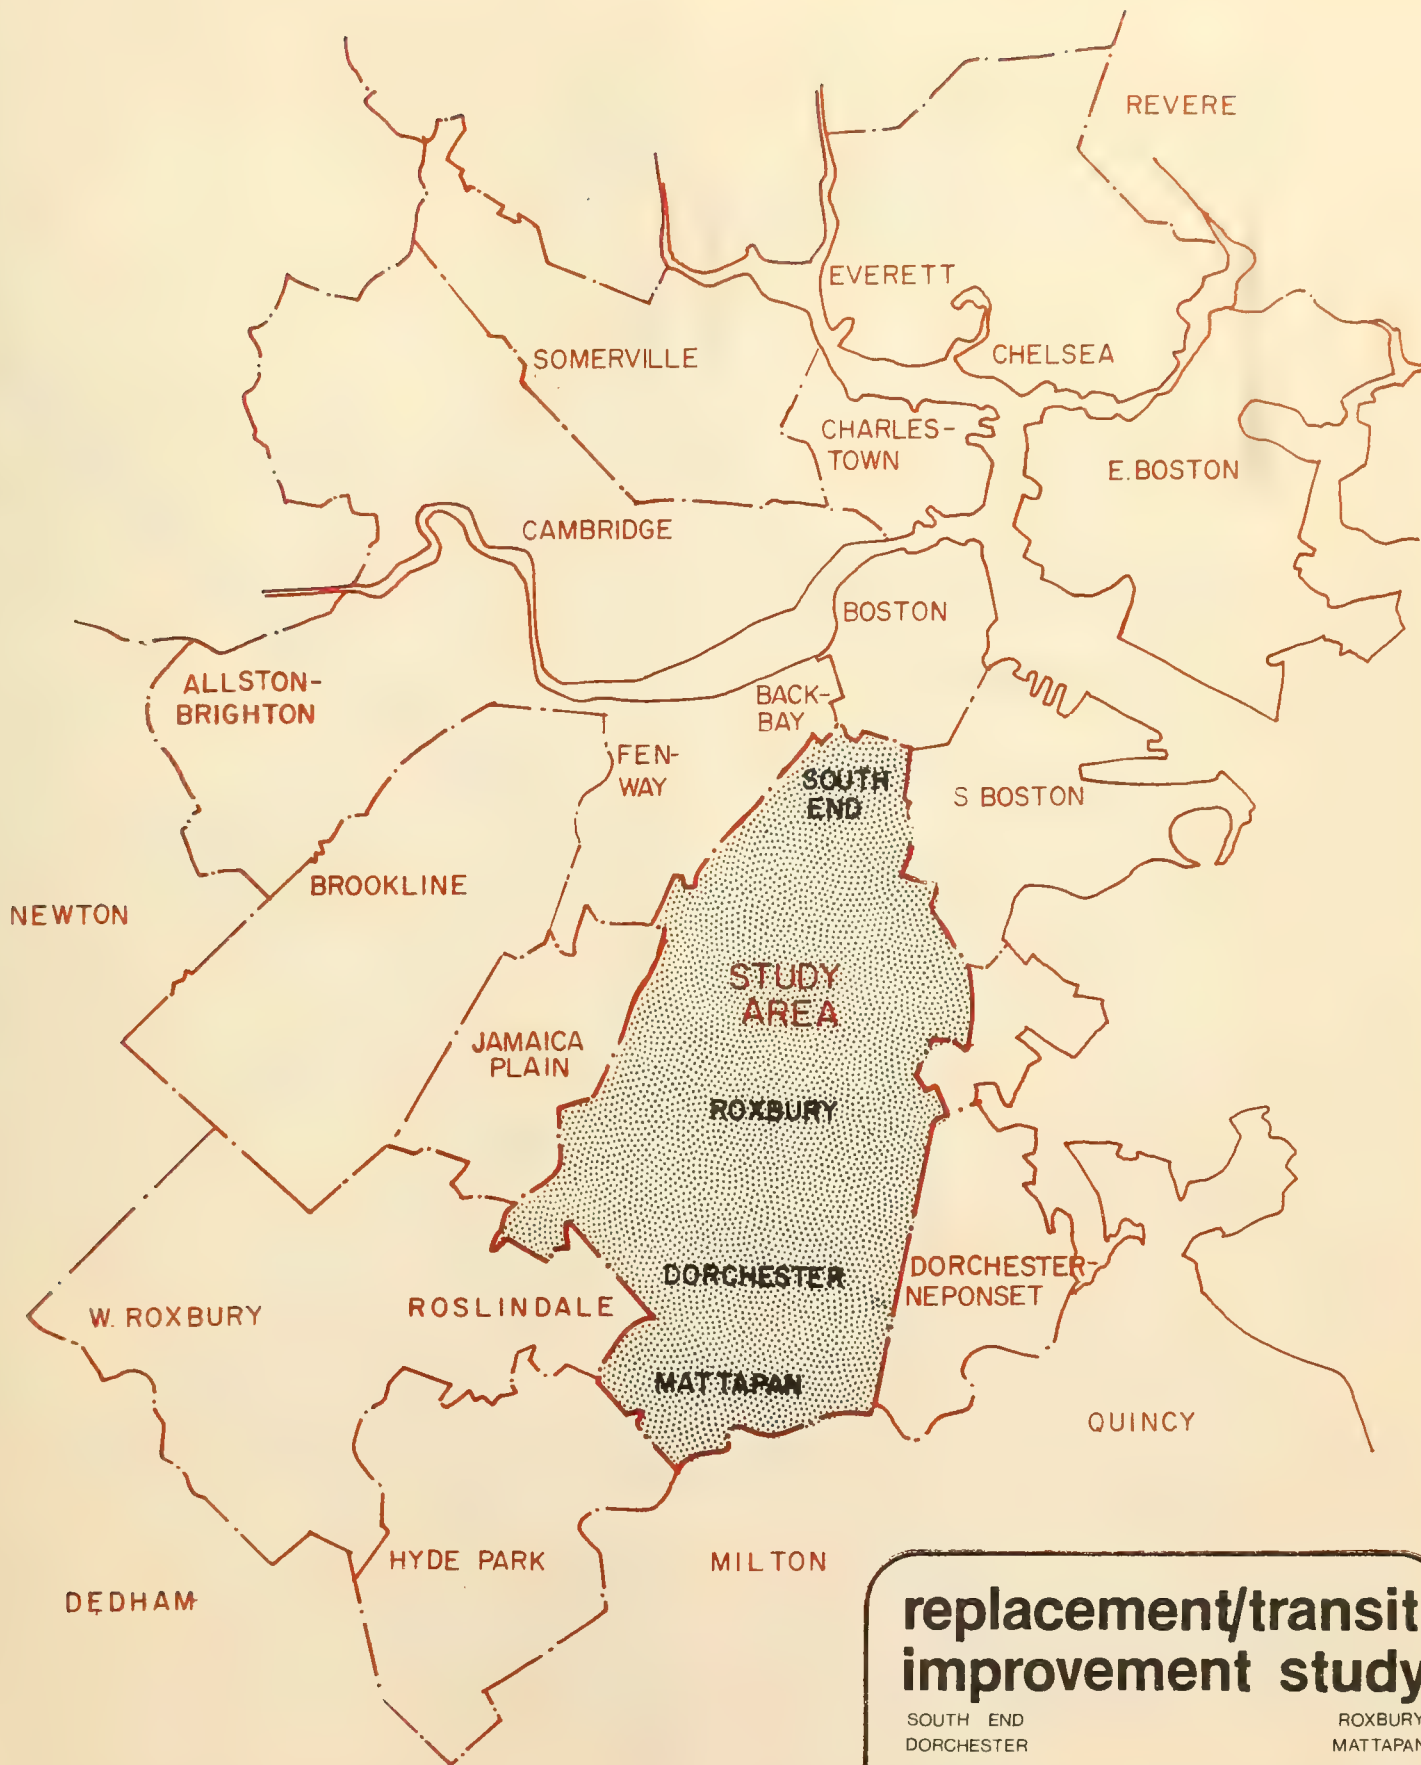 REVERE
EVERETT
SOMERVILLE
CHELSEA
CHARLES-
TOWN
E. BOSTON
CAMBRIDGE
BOSTON
ALLSTON-
BRIGHTON
BACK-
BAY
FEN-
WAY
SOUTH
END
S BOSTON
BROOKLINE
NEWTON
STUDY
AREA
JAMAICA
PLAIN
ROXBURY
DORCHESTER
DORCHESTER-
NEPONSET
W. ROXBURY
ROSLINDALE
MATTAPAN
QUINCY
HYDE PARK
MILTON
DEDHAM
replacement/transit
improvement study
SOUTH END ROXBURY
DORCHESTER MATTAPAN